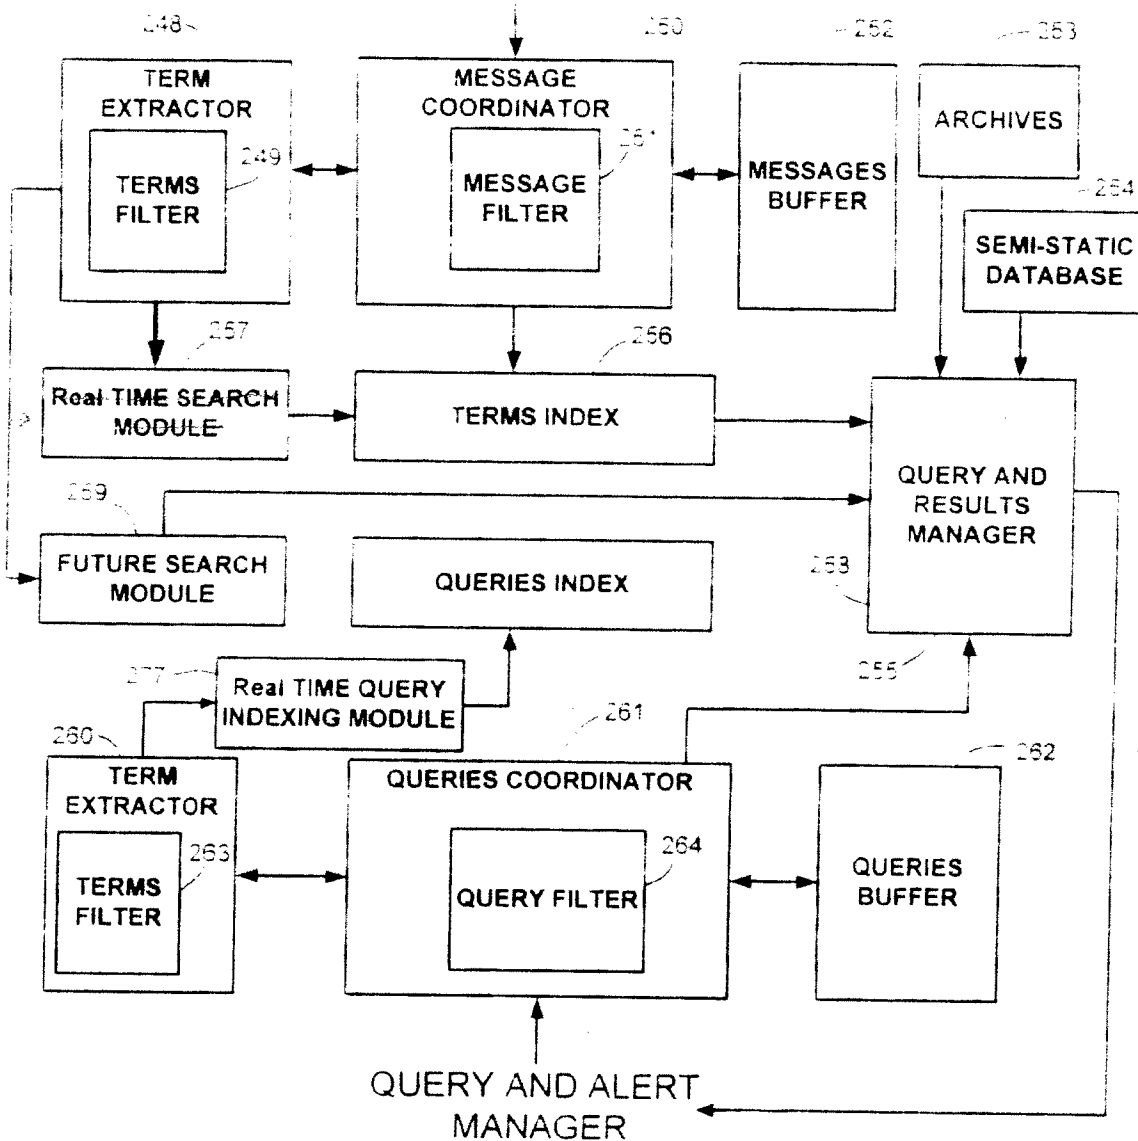 248
250
252
253
TERM
EXTRACTOR
MESSAGE
COORDINATOR
ARCHIVES
TERMS
FILTER
249
MESSAGE
FILTER
251
MESSAGES
BUFFER
254
SEMI-STATIC
DATABASE
257
256
Real TIME SEARCH
MODULE
TERMS INDEX
QUERY AND
RESULTS
MANAGER
259
FUTURE SEARCH
MODULE
QUERIES INDEX
258
255
277
Real TIME QUERY
INDEXING MODULE
260
261
262
TERM
EXTRACTOR
QUERIES COORDINATOR
TERMS
FILTER
263
QUERY FILTER
264
QUERIES
BUFFER
QUERY AND ALERT
MANAGER